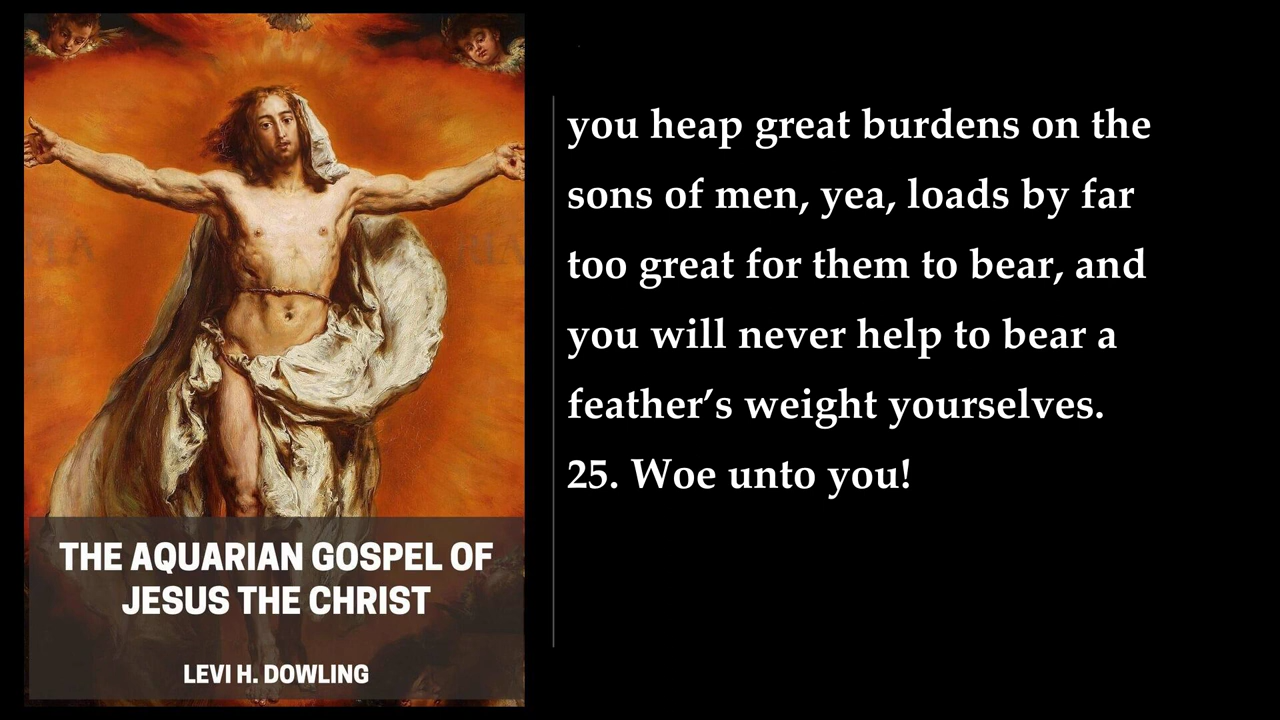 THE AQUARIAN GOSPEL OF
JESUS THE CHRIST
LEVI H. DOWLING
you heap great burdens on the
sons of men, yea, loads by far
too great for them to bear, and
you will never help to bear a
feather’s weight yourselves.
25. Woe unto you!